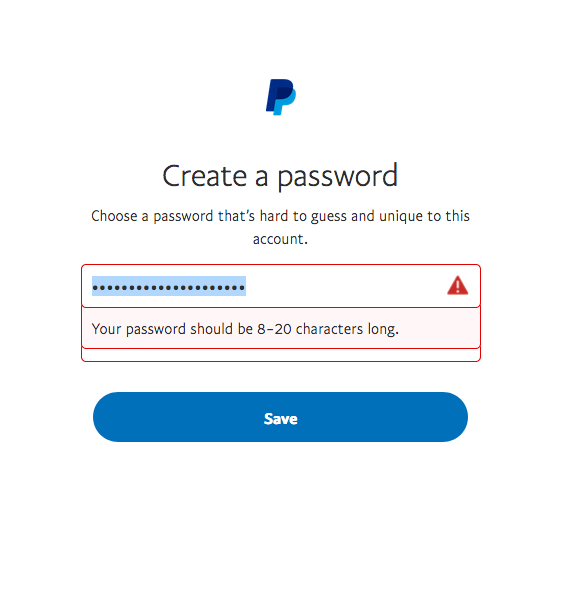 Create a password
Choose a password that's hard to guess and unique to this
account.
•••••••••••••••••••••
Your password should be 8–20 characters long.
Save